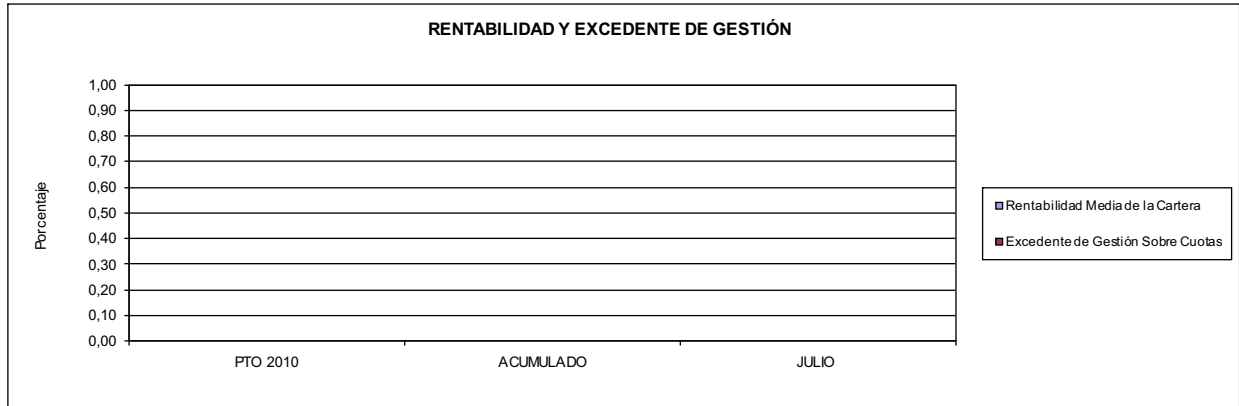 RENTABILIDAD Y EXCEDENTE DE GESTIÓN
Porcentaje
1,00
0,90
0,80
0,70
0,60
0,50
0,40
0,30
0,20
0,10
0,00
PTO 2010
ACUMULADO
JULIO
Rentabilidad Media de la Cartera
Excedente de Gestión Sobre Cuotas